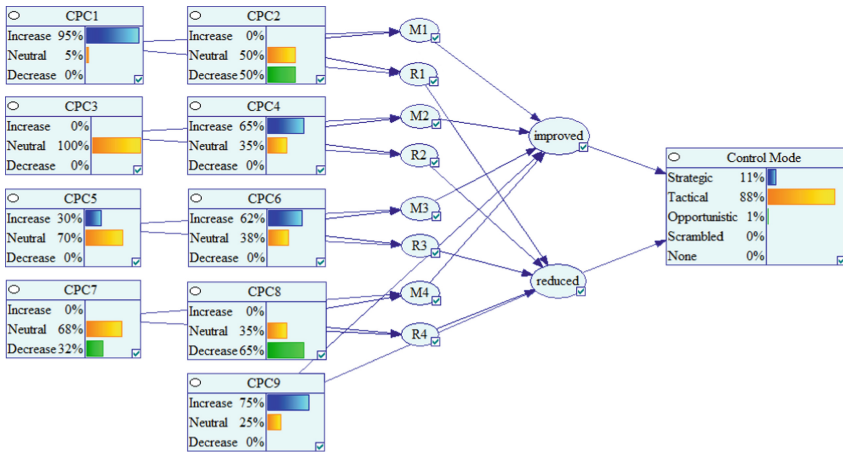 CPC1
Increase 95%
Neutral 5%
Decrease 0%
CPC2
Increase 0%
Neutral 50%
Decrease 50%
CPC3
Increase 0%
Neutral 100%
Decrease 0%
CPC4
Increase 65%
Neutral 35%
Decrease 0%
CPC5
Increase 30%
Neutral 70%
Decrease 0%
CPC6
Increase 62%
Neutral 38%
Decrease 0%
CPC7
Increase 0%
Neutral 68%
Decrease 32%
CPC8
Increase 0%
Neutral 35%
Decrease 65%
CPC9
Increase 75%
Neutral 25%
Decrease 0%
M1
R1
M2
R2
M3
R3
M4
R4
improved
reduced
Control Mode
Strategic 11%
Tactical 88%
Opportunistic 1%
Scrambled 0%
None 0%